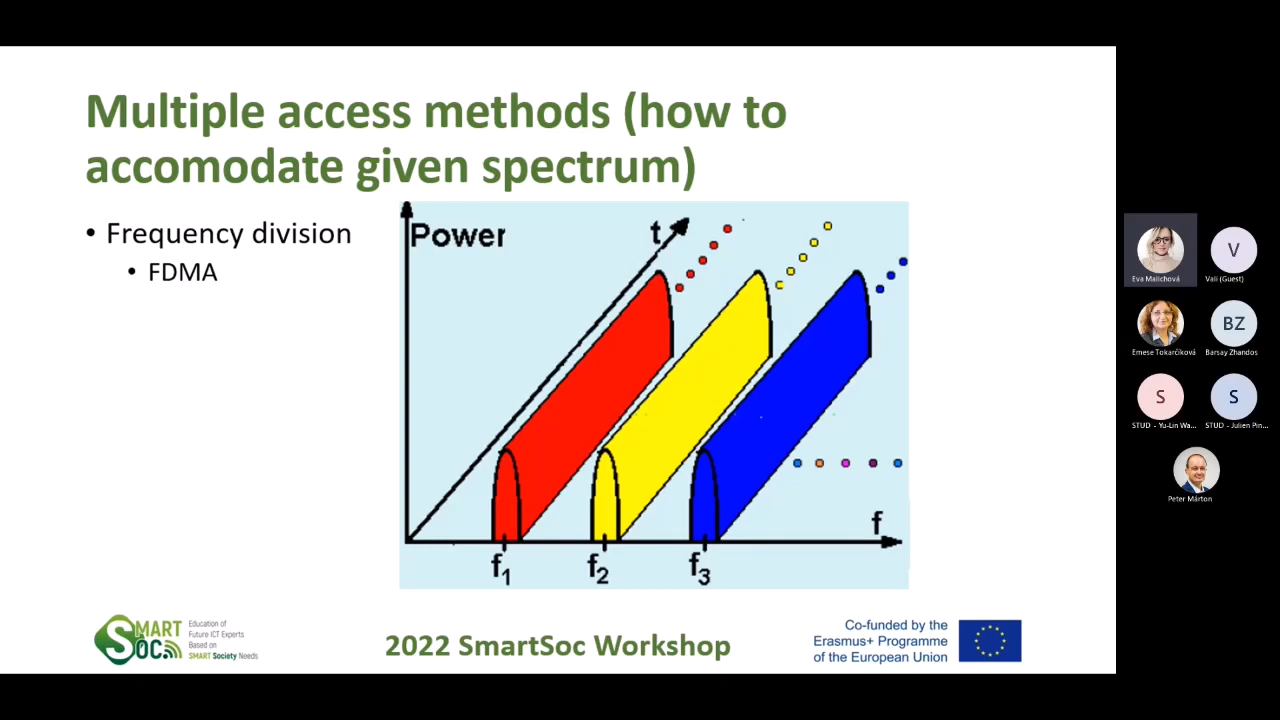 Multiple access methods (how to
accomodate given spectrum)
• Frequency division
• FDMA
Power
t
f
f1
f2
f3
SMART
SOC
Education of
Future ICT Experts
Based on
SMART Society Needs
2022 SmartSoc Workshop
Co-funded by the
Erasmus+ Programme
of the European Union
Eva Malichová
V
Vali (Guest)
Emese Tokarčíková
BZ
Barsay Zhandos
S
STUD - Yu-Lin Wa...
S
STUD - Julien Pin...
Peter Márton